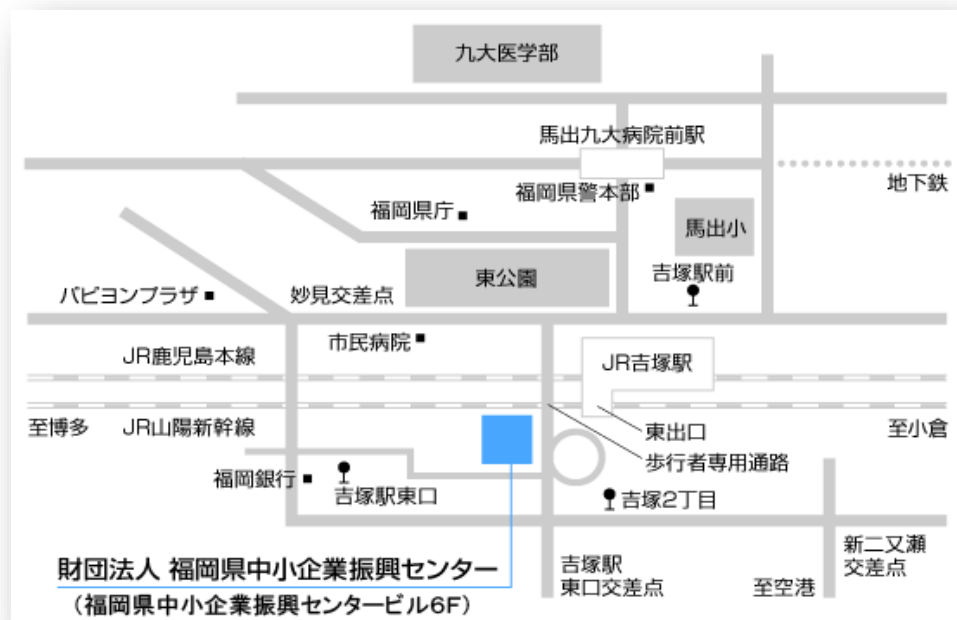 九大医学部
馬出九大病院前駅
地下鉄
福岡県警本部
福岡県庁
馬出小
東公園
吉塚駅前
パピヨンプラザ
妙見交差点
市民病院
JR鹿児島本線
JR吉塚駅
至博多
JR山陽新幹線
東出口
至小倉
歩行者専用通路
福岡銀行
吉塚駅東口
吉塚2丁目
新二又瀬
交差点
吉塚駅
東口交差点
至空港
財団法人 福岡県中小企業振興センター
（福岡県中小企業振興センタービル6F）